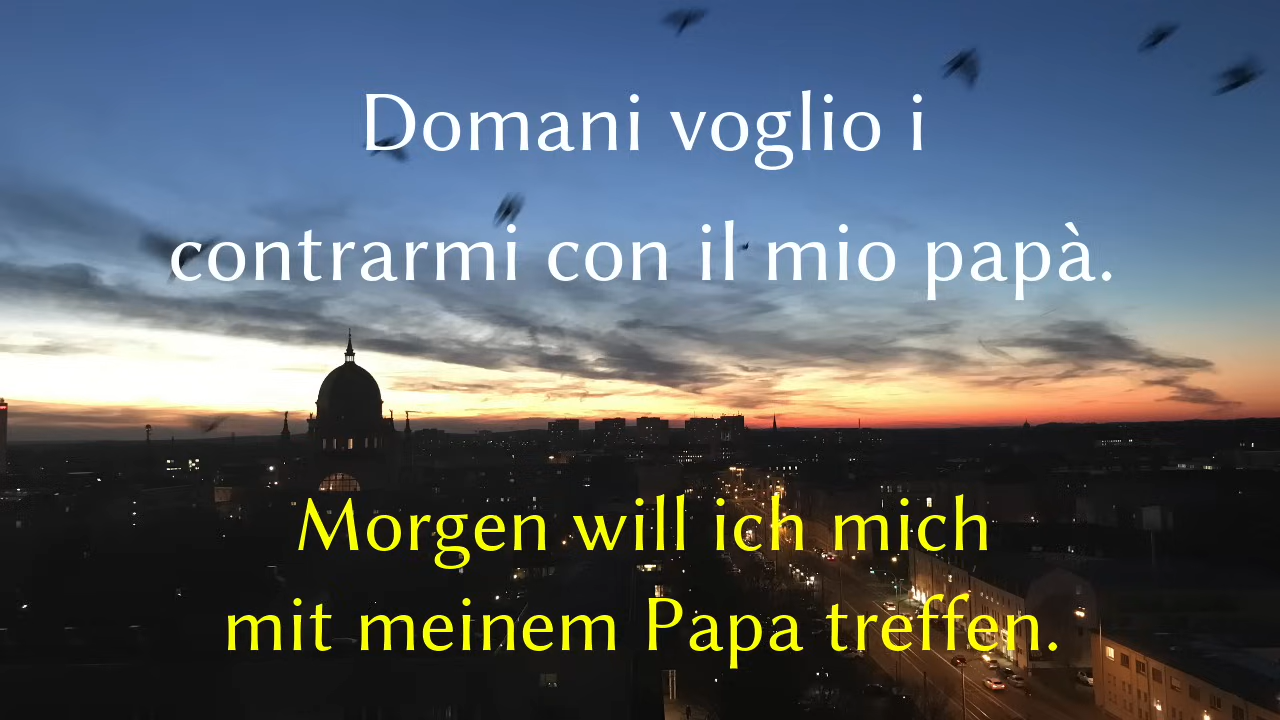 Domani voglio i
contrarmi con il mio papà.
Morgen will ich mich
mit meinem Papa treffen.